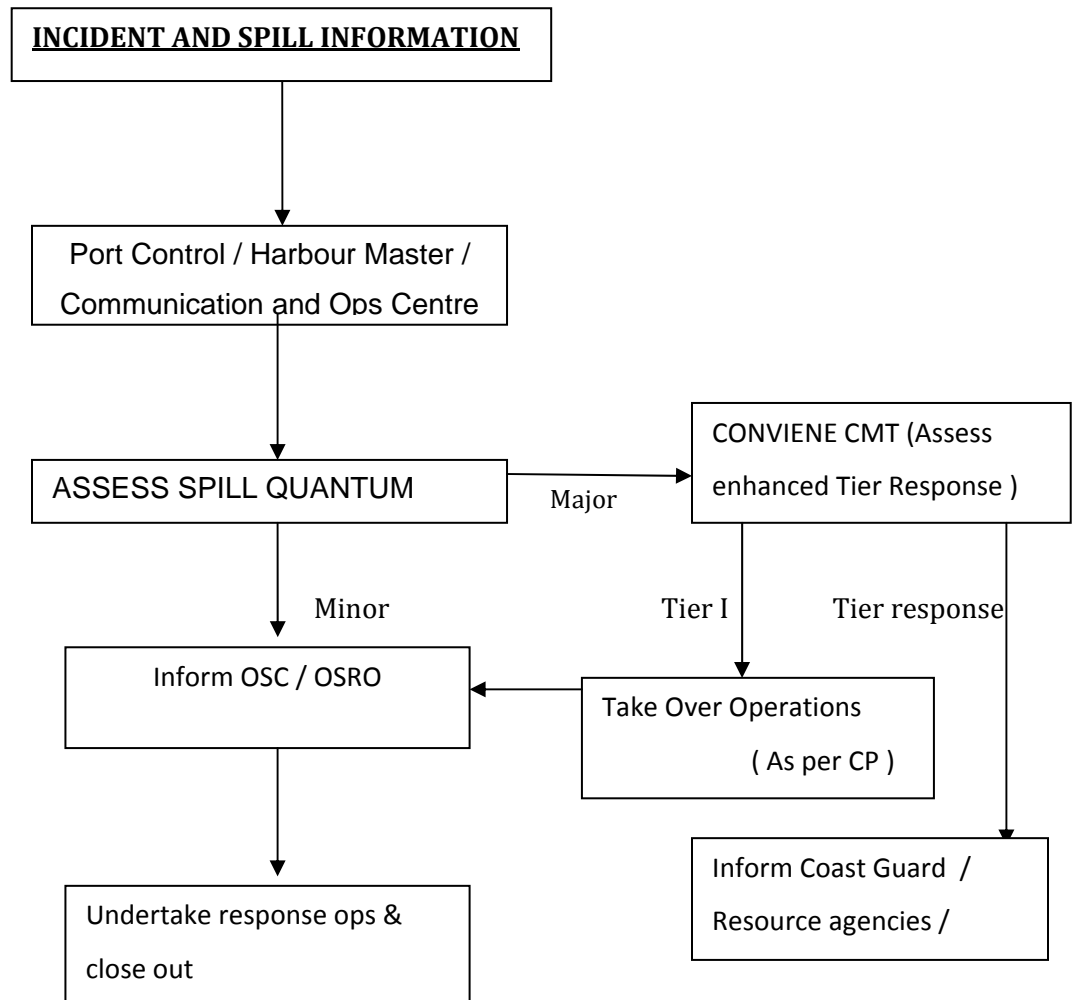 INCIDENT AND SPILL INFORMATION
Port Control / Harbour Master /
Communication and Ops Centre
ASSESS SPILL QUANTUM
Major
CONVIENE CMT (Assess
enhanced Tier Response )
Minor
Tier I
Tier response
Inform OSC / OSRO
Take Over Operations
( As per CP )
Undertake response ops &
close out
Inform Coast Guard /
Resource agencies /